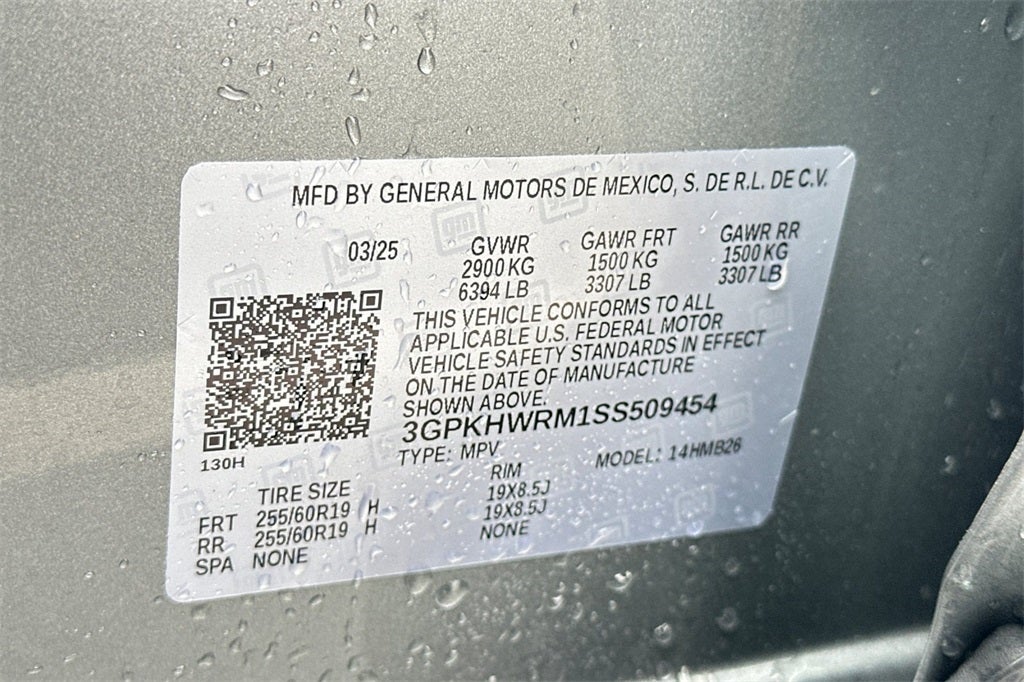 MFD BY GENERAL MOTORS DE MEXICO, S. DE R.L. DE C.V.
03/25 GVWR GAWR FRT GAWR RR
2900 KG 1500 KG 1500 KG
6394 LB 3307 LB 3307 LB
THIS VEHICLE CONFORMS TO ALL
APPLICABLE U.S. FEDERAL MOTOR
VEHICLE SAFETY STANDARDS IN EFFECT
ON THE DATE OF MANUFACTURE
SHOWN ABOVE.
3GPKHWRM1SS509454
130H
TYPE: MPV MODEL: 14HMB26
TIRE SIZE RIM
FRT 255/60R19 H 19X8.5J
RR 255/60R19 H 19X8.5J
SPA NONE NONE